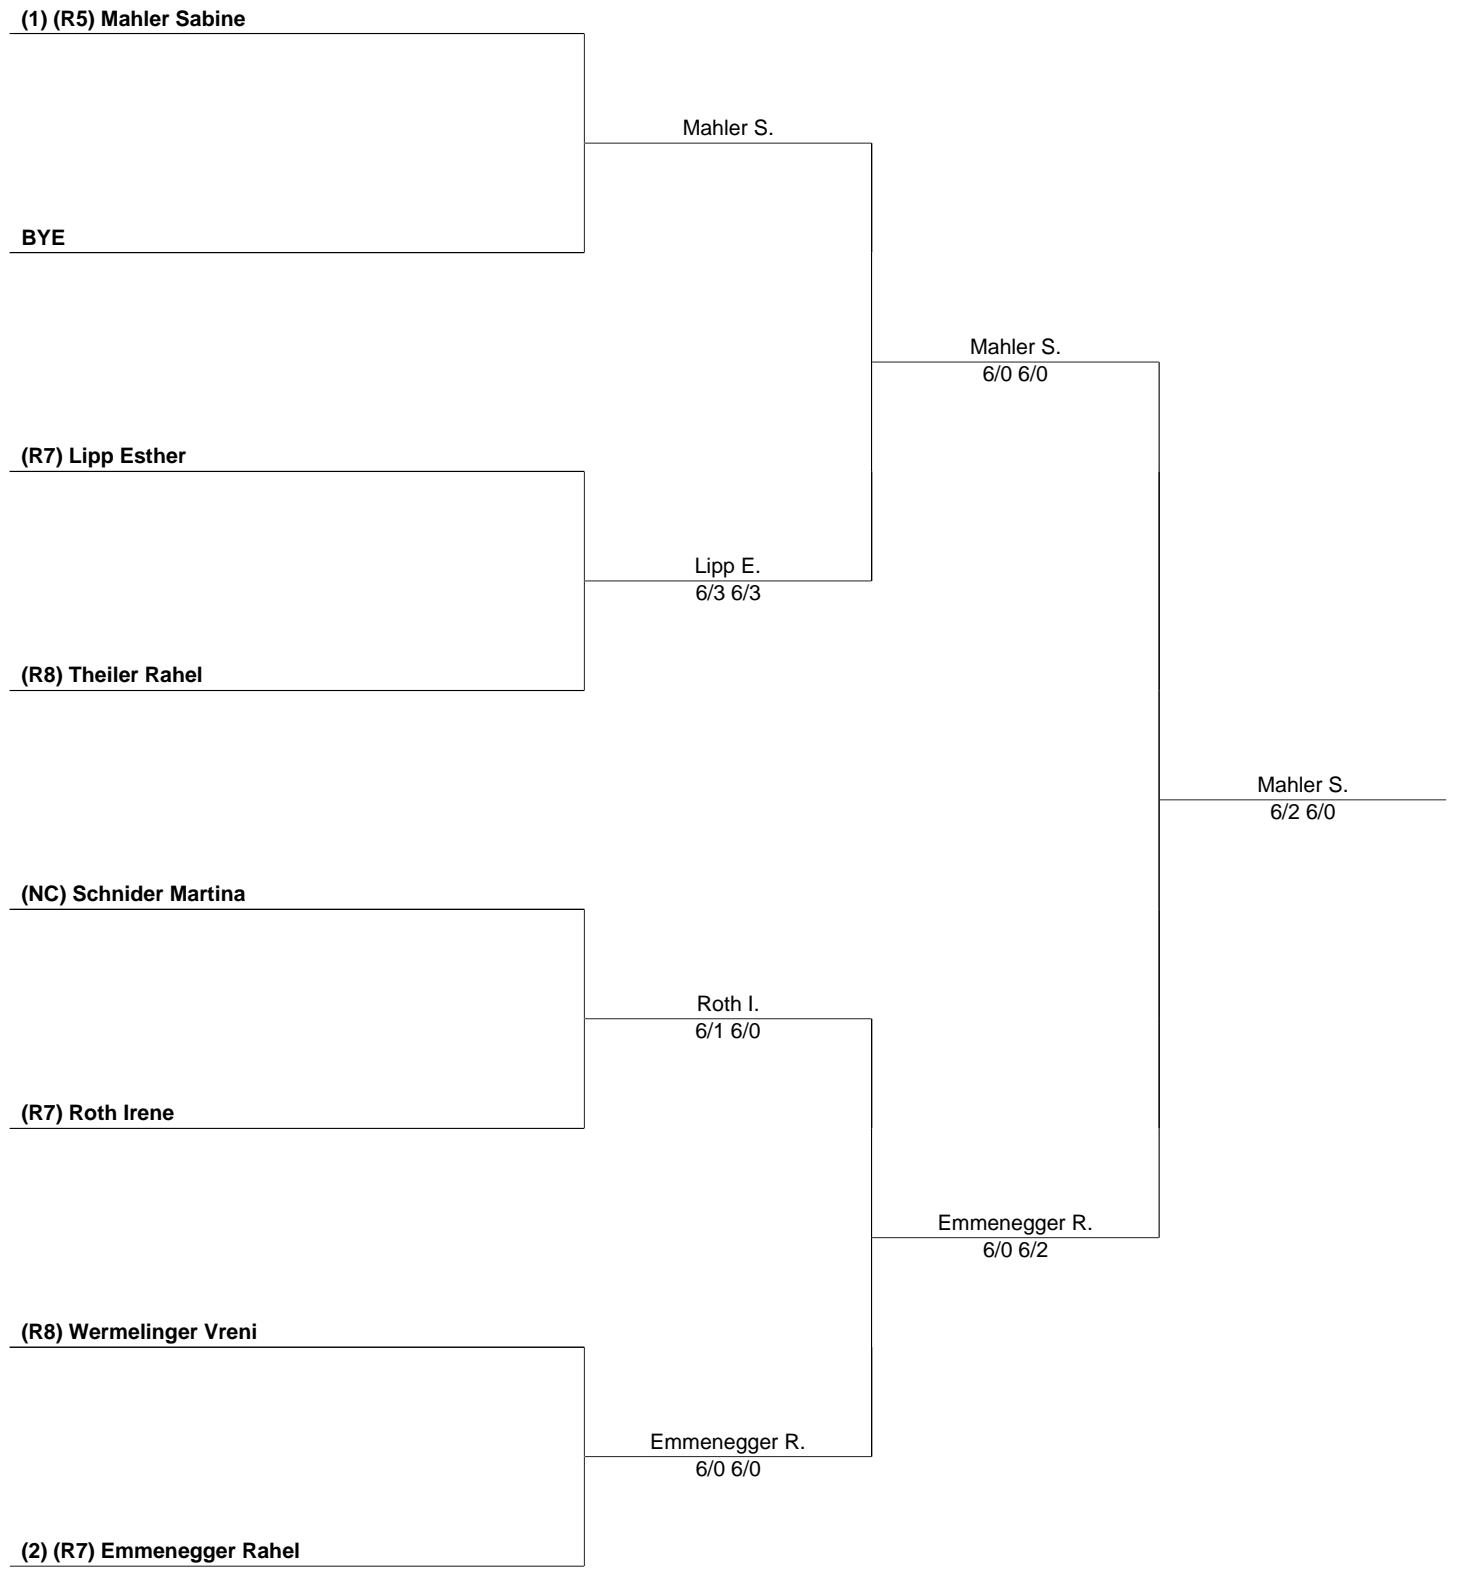 (1) (R5) Mahler Sabine
Mahler S.
BYE
Mahler S.
6/0 6/0
(R7) Lipp Esther
Lipp E.
6/3 6/3
(R8) Theiler Rahel
Mahler S.
6/2 6/0
(NC) Schnider Martina
Roth I.
6/1 6/0
(R7) Roth Irene
Emmenegger R.
6/0 6/2
(R8) Wermelinger Vreni
Emmenegger R.
6/0 6/0
(2) (R7) Emmenegger Rahel